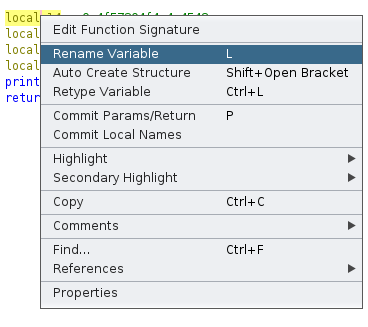 local
Edit Function Signature
local
Rename Variable L
local
Auto Create Structure Shift+Open Bracket
local
print
Retype Variable Ctrl+L
retur
Commit Params/Return P
Commit Local Names
Highlight
Secondary Highlight
Copy Ctrl+C
Comments
Find... Ctrl+F
References
Properties